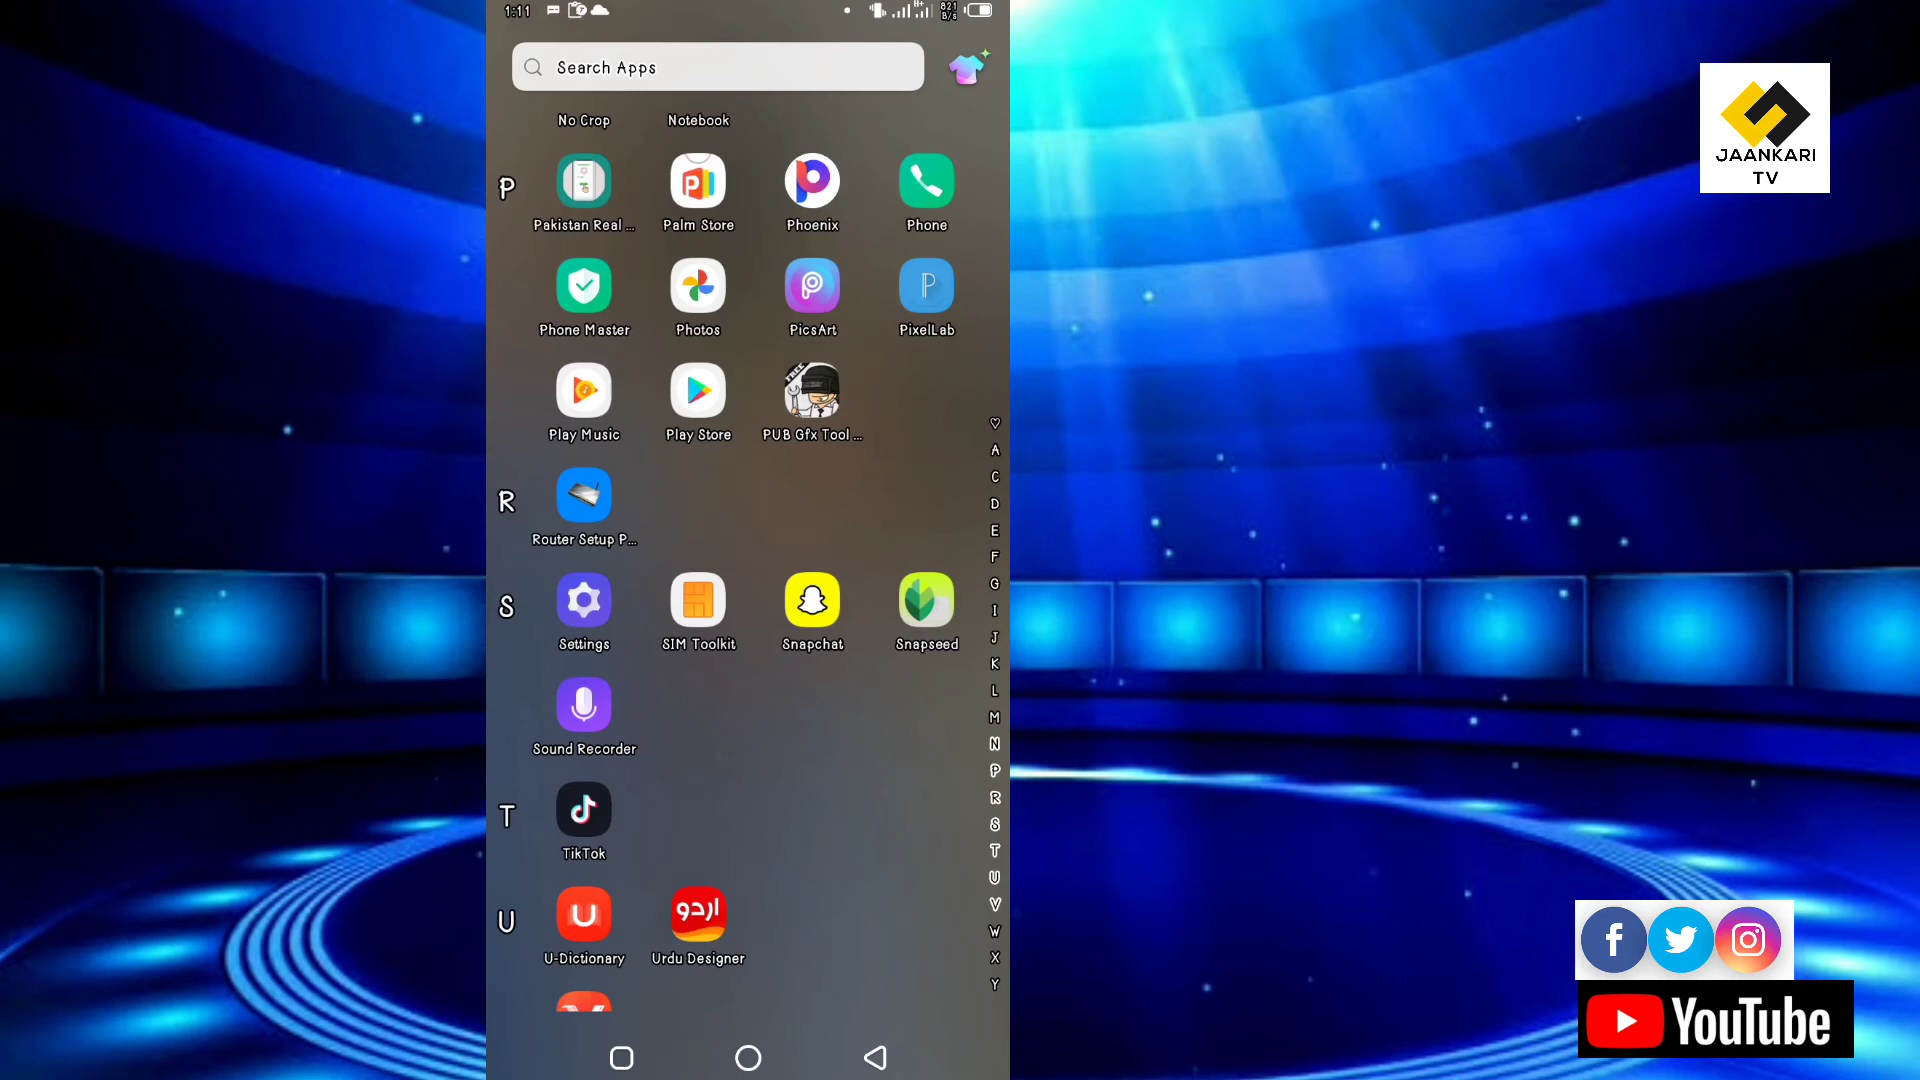 1:11
H+
821
B/s
Search Apps
No Crop
Notebook
P
Pakistan Real ...
Palm Store
Phoenix
Phone
Phone Master
Photos
PicsArt
PixelLab
FREE
Play Music
Play Store
PUB Gfx Tool ...
R
Router Setup P...
S
Settings
SIM Toolkit
Snapchat
Snapseed
Sound Recorder
T
TikTok
U
U
اردو
U-Dictionary
Urdu Designer
A
C
D
E
F
G
I
J
K
L
M
N
P
R
S
T
U
V
W
X
Y
JAANKARI
TV
YouTube